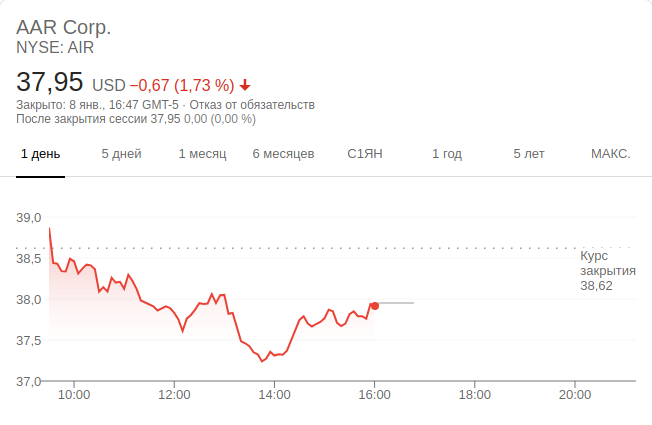 AAR Corp.
NYSE: AIR
37,95 USD −0,67 (1,73 %)
Закрыто: 8 янв., 16:47 GMT-5 · Отказ от обязательств
После закрытия сессии 37,95 0,00 (0,00 %)
1 день 5 дней 1 месяц 6 месяцев С1ЯН 1 год 5 лет МАКС.
39,0
38,5
38,0
37,5
37,0
Курс
закрытия
38,62
10:00 12:00 14:00 16:00 18:00 20:00